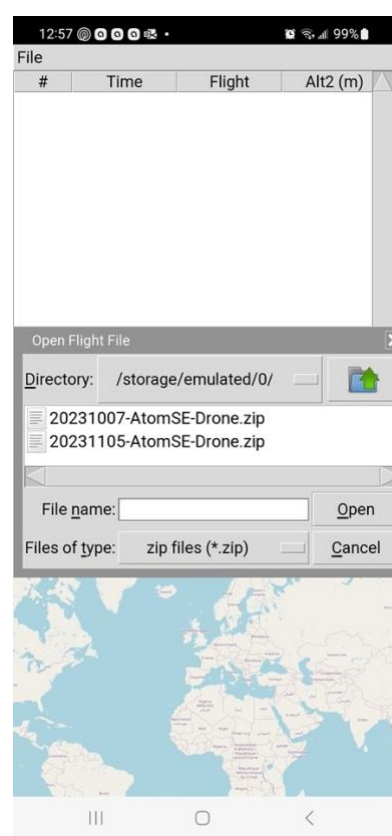 12:57 99%
File
# Time Flight Alt2 (m)
Open Flight File
Directory: /storage/emulated/0/
20231007-AtomSE-Drone.zip
20231105-AtomSE-Drone.zip
File name: Open
Files of type: zip files (*.zip) Cancel